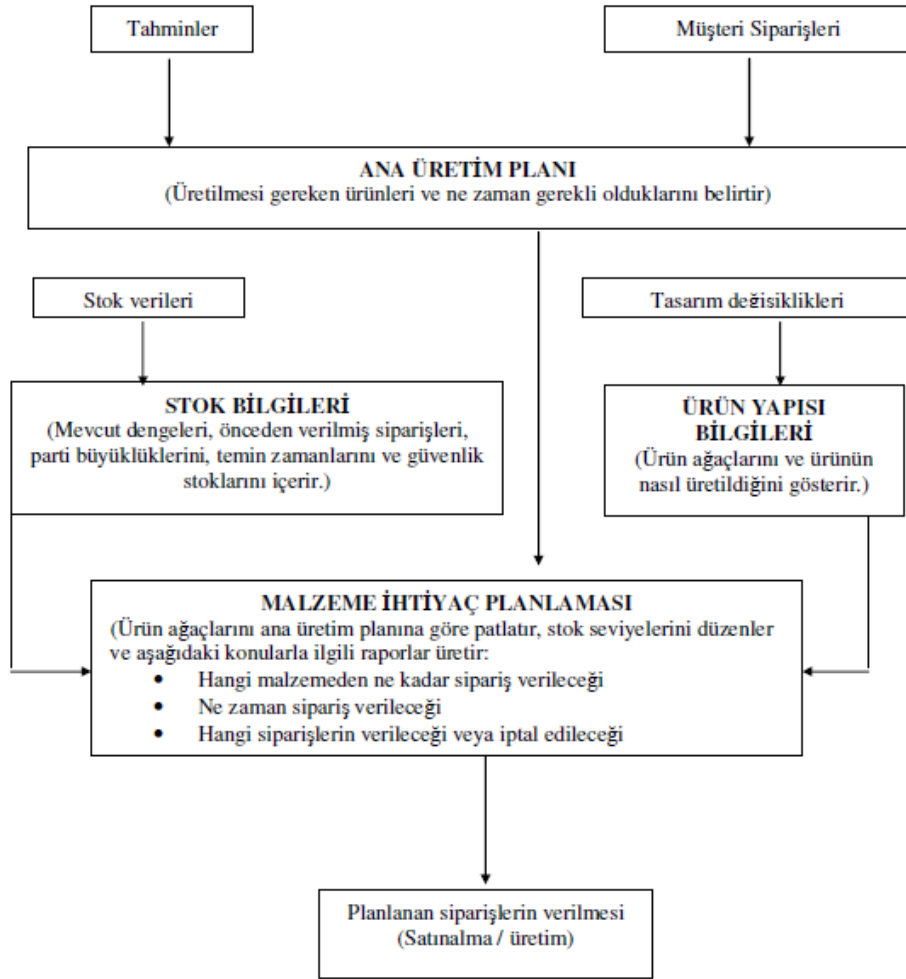 Tahminler
Müşteri Siparişleri
ANA ÜRETİM PLANI
(Üretilmesi gereken ürünleri ve ne zaman gerekli olduklarını belirtir)
Stok verileri
Tasarım değisiklikleri
STOK BİLGİLERİ
(Mevcut dengeleri, önceden verilmiş siparişleri,
parti büyüklüklerini, temin zamanlarını ve güvenlik
stoklarını içerir.)
ÜRÜN YAPISI
BİLGİLERİ
(Ürün ağaçlarını ve ürünün
nasıl üretildiğini gösterir.)
MALZEME İHTİYAÇ PLANLAMASI
(Ürün ağaçlarını ana üretim planına göre patlatır, stok seviyelerini düzenler
ve aşağıdaki konularla ilgili raporlar üretir:
• Hangi malzemeden ne kadar sipariş verileceği
• Ne zaman sipariş verileceği
• Hangi siparişlerin verileceği veya iptal edileceği
Planlanan siparişlerin verilmesi
(Satınalma / üretim)